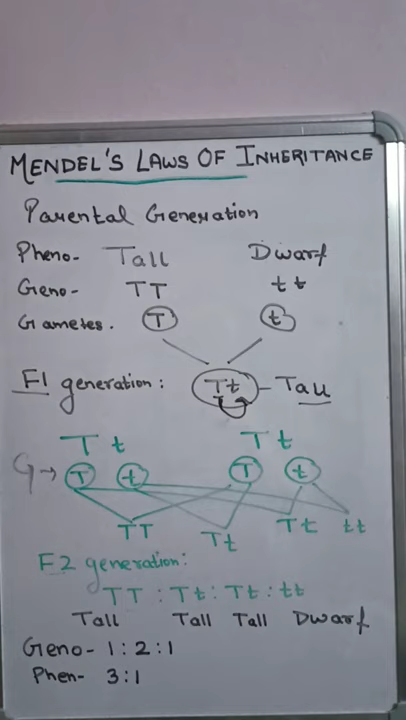 MENDEL'S LAWS OF INHERITANCE
Parental Generation
Pheno- Tall Dwarf
Geno- TT tt
Gametes. T t
F1 generation: Tt - Tall
T t T t
G→ T t T t
TT Tt Tt tt
F2 generation:
TT : Tt : Tt : tt
Tall Tall Tall Dwarf
Geno- 1:2:1
Phen- 3:1